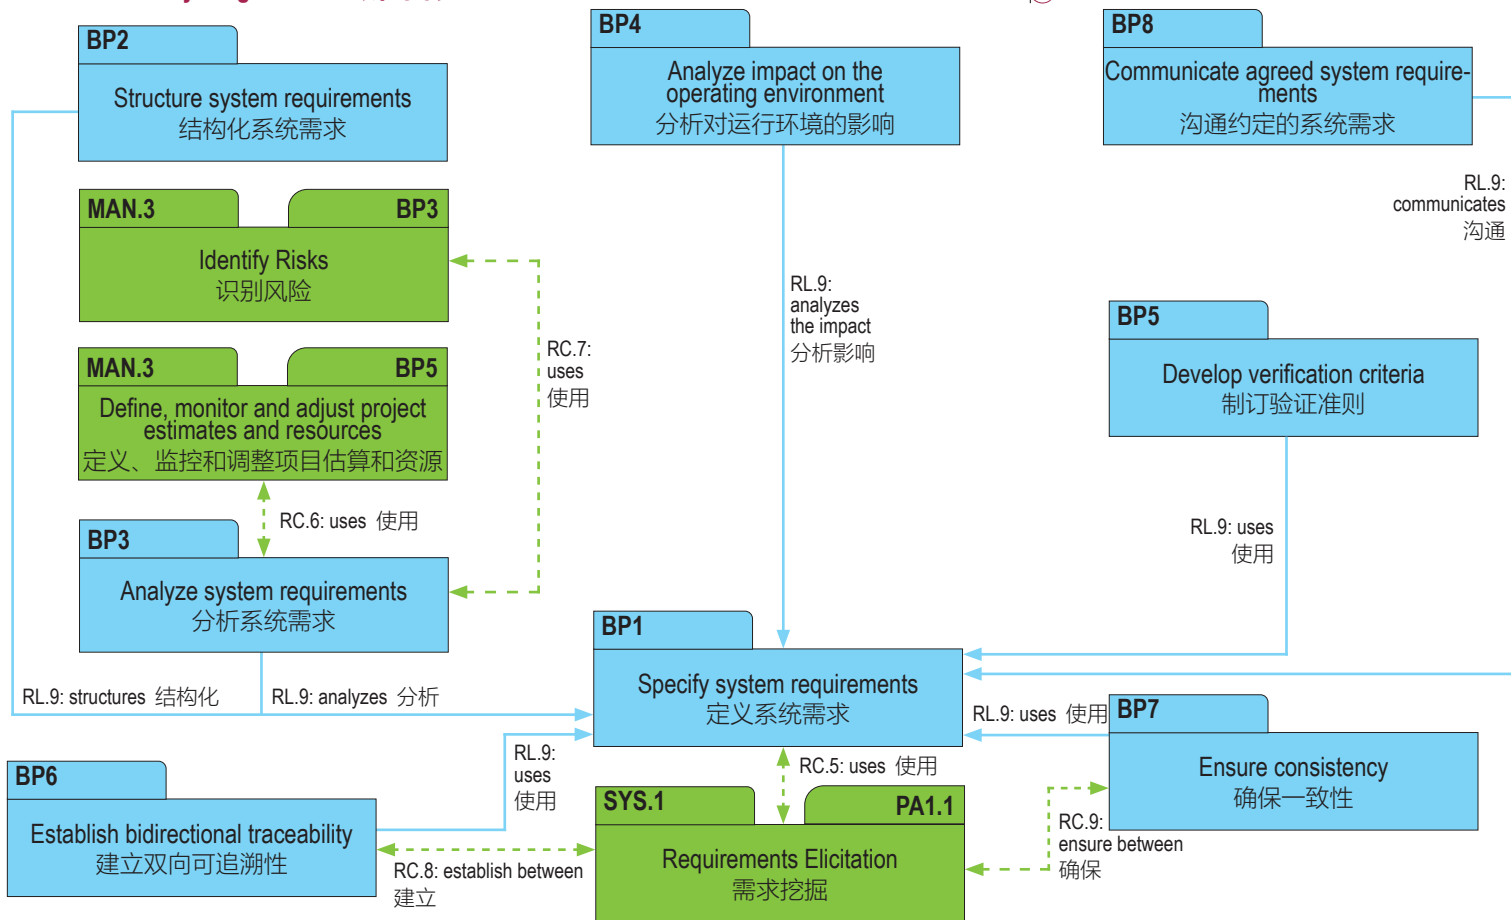 BP2
Structure system requirements
结构化系统需求
BP4
Analyze impact on the
operating environment
分析对运行环境的影响
BP8
Communicate agreed system require-
ments
沟通约定的系统需求
RL.9:
communicates
沟通
MAN.3
BP3
Identify Risks
识别风险
RL.9:
analyzes
the impact
分析影响
BP5
Develop verification criteria
制订验证准则
RC.7:
uses
使用
MAN.3
BP5
Define, monitor and adjust project
estimates and resources
定义、监控和调整项目估算和资源
RC.6: uses 使用
RL.9: uses
使用
BP3
Analyze system requirements
分析系统需求
BP1
Specify system requirements
定义系统需求
RL.9: structures 结构化
RL.9: analyzes 分析
RL.9: uses 使用
BP7
Ensure consistency
确保一致性
RL.9:
uses
使用
RC.5: uses 使用
BP6
Establish bidirectional traceability
建立双向可追溯性
SYS.1
PA1.1
Requirements Elicitation
需求挖掘
RC.9:
ensure between
确保
RC.8: establish between
建立